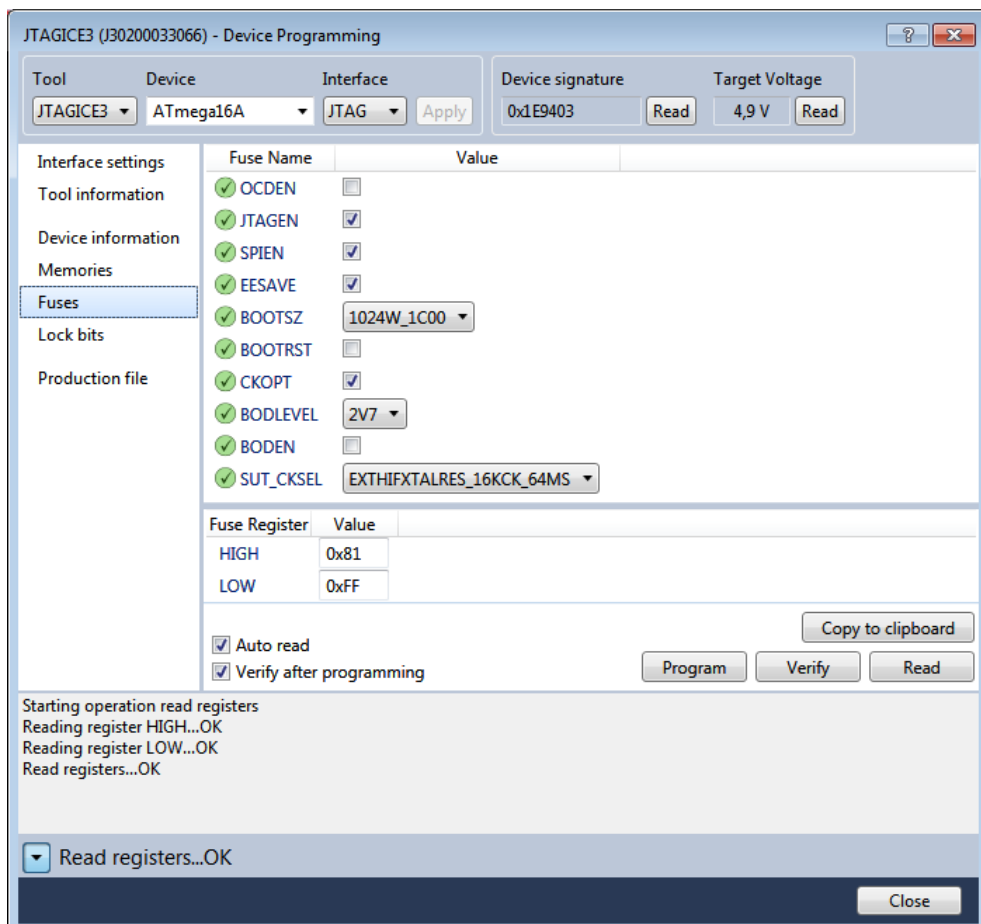 JTAGICE3 (J30200033066) - Device Programming
Tool Device Interface Device signature Target Voltage
JTAGICE3 ATmega16A JTAG Apply 0x1E9403 Read 4,9 V Read
Interface settings
Tool information
Device information
Memories
Fuses
Lock bits
Production file
Fuse Name Value
OCDEN
JTAGEN
SPIEN
EESAVE
BOOTSZ 1024W_1C00
BOOTRST
CKOPT
BODLEVEL 2V7
BODEN
SUT_CKSEL EXTHIFXTALRES_16KCK_64MS
Fuse Register Value
HIGH 0x81
LOW 0xFF
Copy to clipboard
Auto read
Verify after programming
Program Verify Read
Starting operation read registers
Reading register HIGH...OK
Reading register LOW...OK
Read registers...OK
Read registers...OK
Close